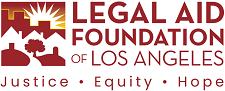 LEGAL AID
FOUNDATION
OF LOS ANGELES
Justice • Equity • Hope